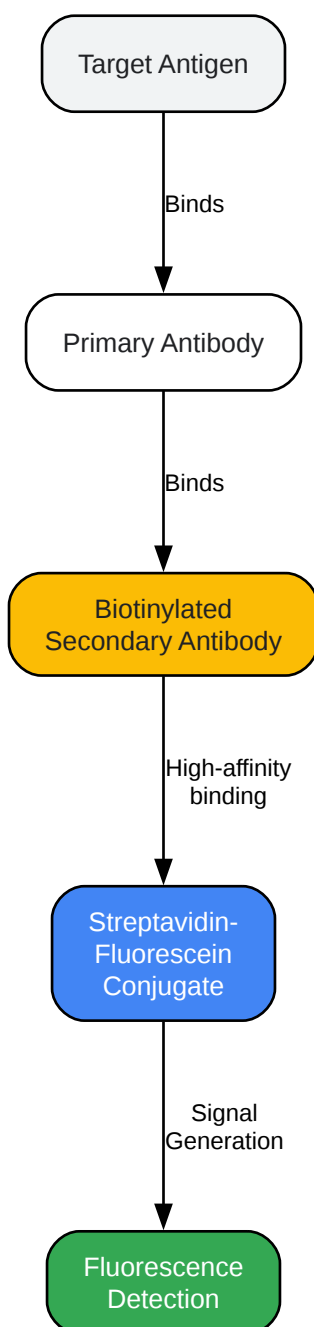 Target Antigen
Binds
Primary Antibody
Binds
Biotinylated
Secondary Antibody
High-affinity
binding
Streptavidin-
Fluorescein
Conjugate
Signal
Generation
Fluorescence
Detection